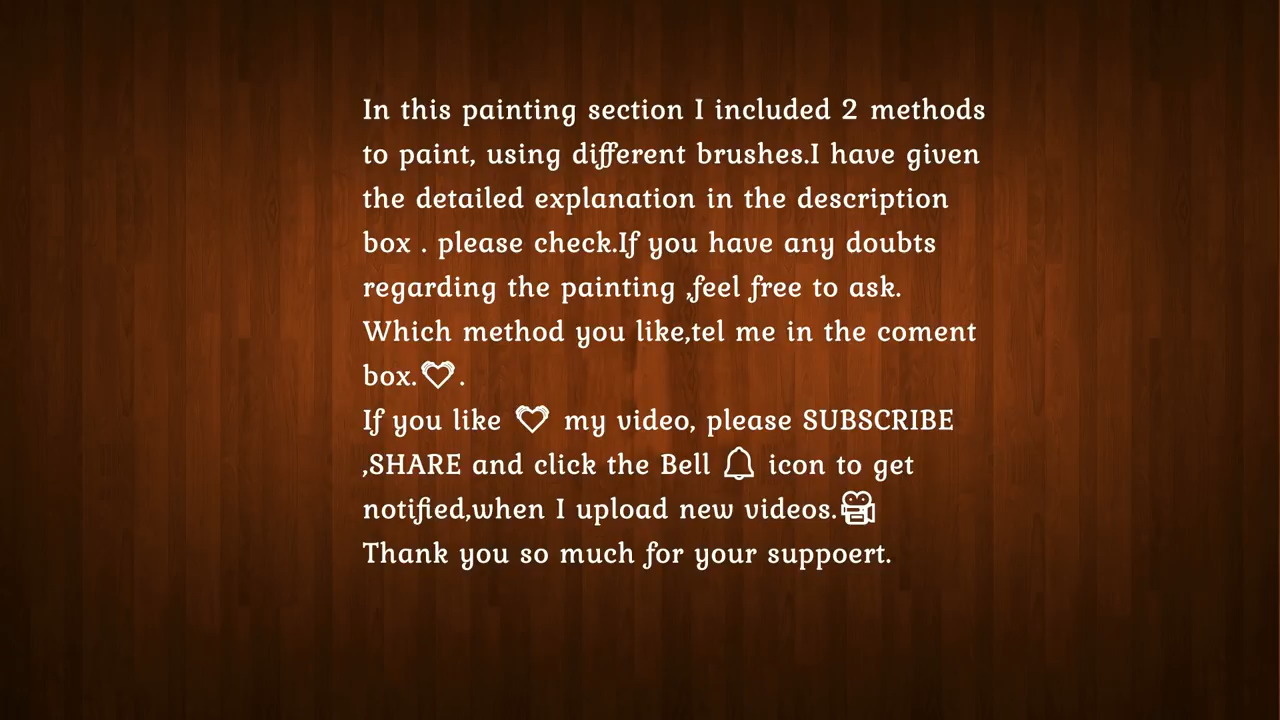 In this painting section I included 2 methods
to paint, using different brushes.I have given
the detailed explanation in the description
box . please check.If you have any doubts
regarding the painting ,feel free to ask.
Which method you like,tel me in the coment
box.♡.
If you like ♡ my video, please SUBSCRIBE
,SHARE and click the Bell 🔔 icon to get
notified,when I upload new videos.🎥
Thank you so much for your suppoert.